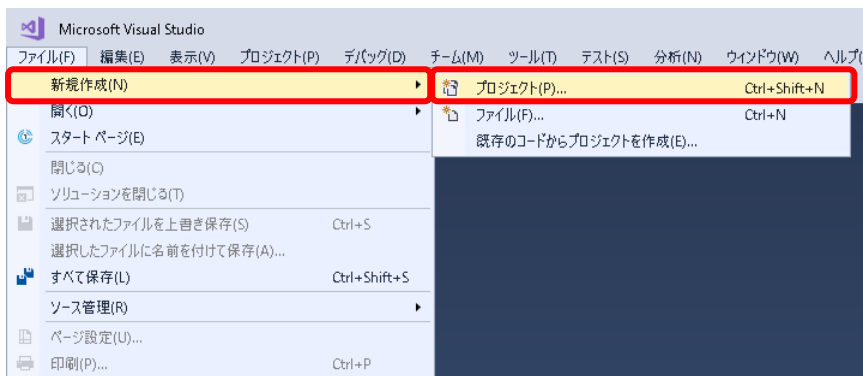 Microsoft Visual Studio
ファイル(F) 編集(E) 表示(V) プロジェクト(P) デバッグ(D) チーム(M) ツール(T) テスト(S) 分析(N) ウィンドウ(W) ヘルプ(
新規作成(N)
プロジェクト(P)... Ctrl+Shift+N
開く(O)
ファイル(F)... Ctrl+N
スタート ページ(E)
既存のコードからプロジェクトを作成(E)...
閉じる(C)
ソリューションを閉じる(T)
選択されたファイルを上書き保存(S) Ctrl+S
選択したファイルに名前を付けて保存(A)...
すべて保存(L) Ctrl+Shift+S
ソース管理(R)
ページ設定(U)...
印刷(P)... Ctrl+P